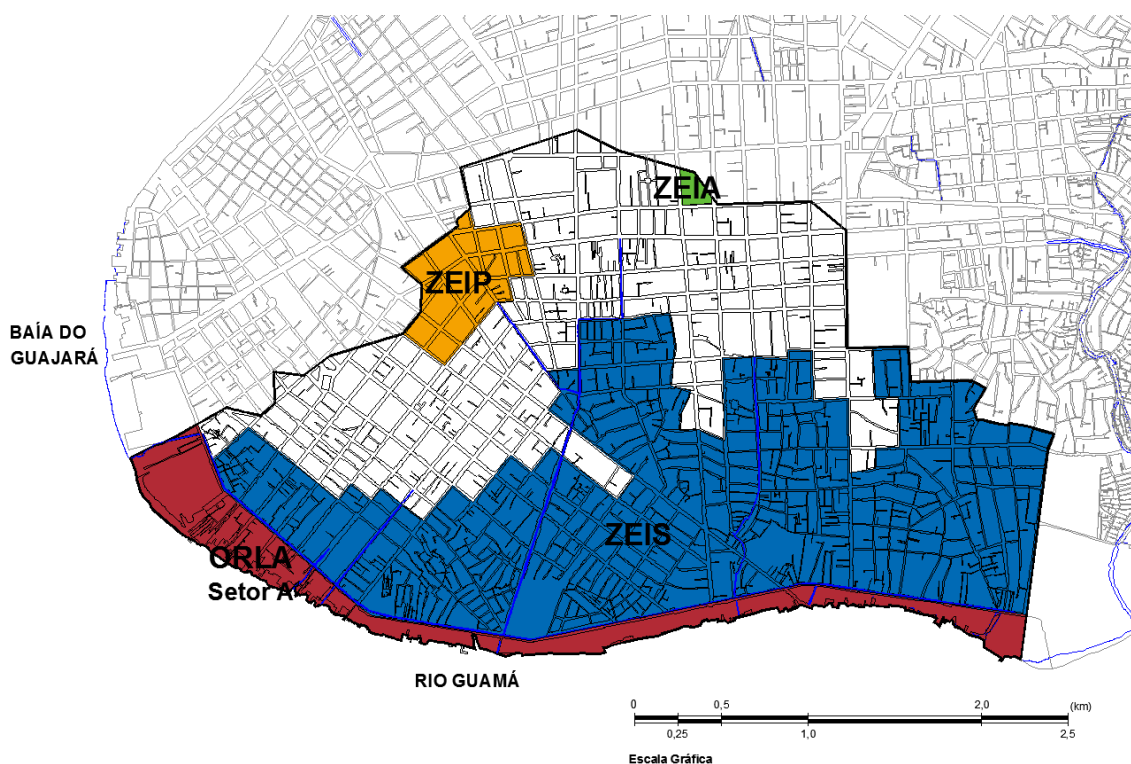 ZEIA
ZEIP
BAÍA DO
GUAJARÁ
ZEIS
ORLA
Setor A
RIO GUAMÁ
0 0,5 2,0 (km)
0,25 1,0 2,5
Escala Gráfica